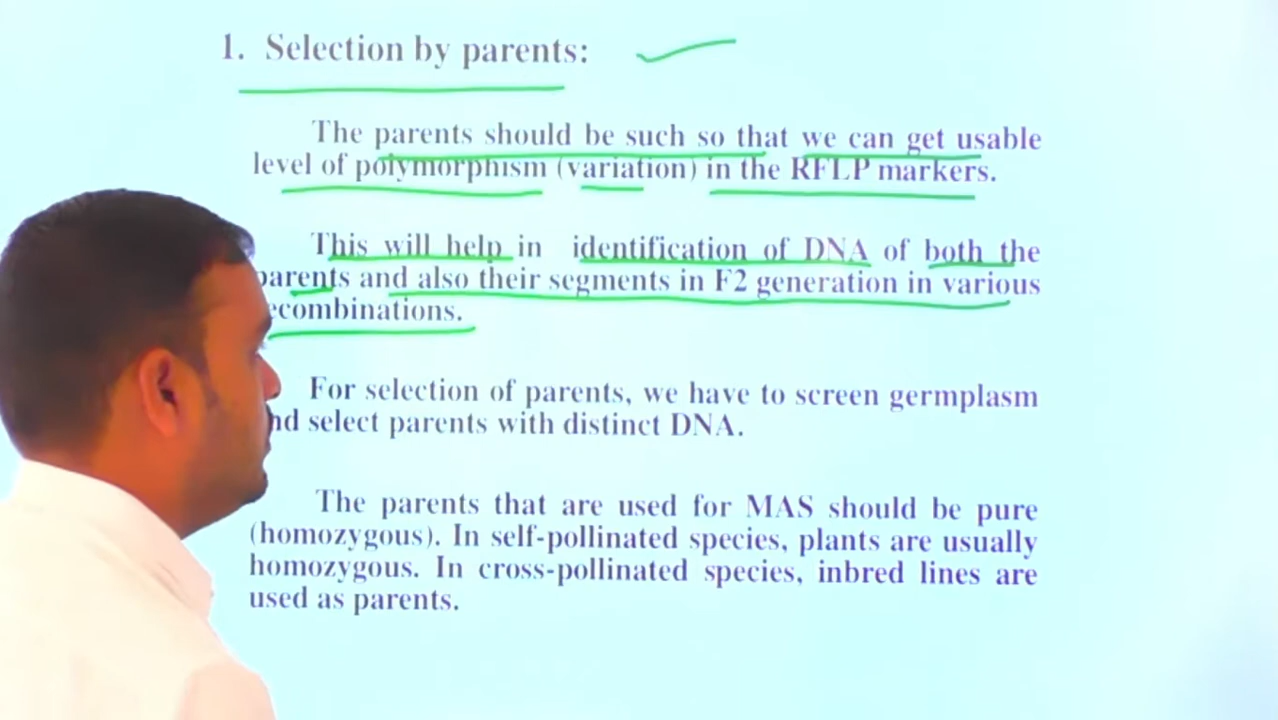 1. Selection by parents:
The parents should be such so that we can get usable
level of polymorphism (variation) in the RFLP markers.
This will help in identification of DNA of both the
parents and also their segments in F2 generation in various
ecombinations.
For selection of parents, we have to screen germplasm
nd select parents with distinct DNA.
The parents that are used for MAS should be pure
(homozygous). In self-pollinated species, plants are usually
homozygous. In cross-pollinated species, inbred lines are
used as parents.